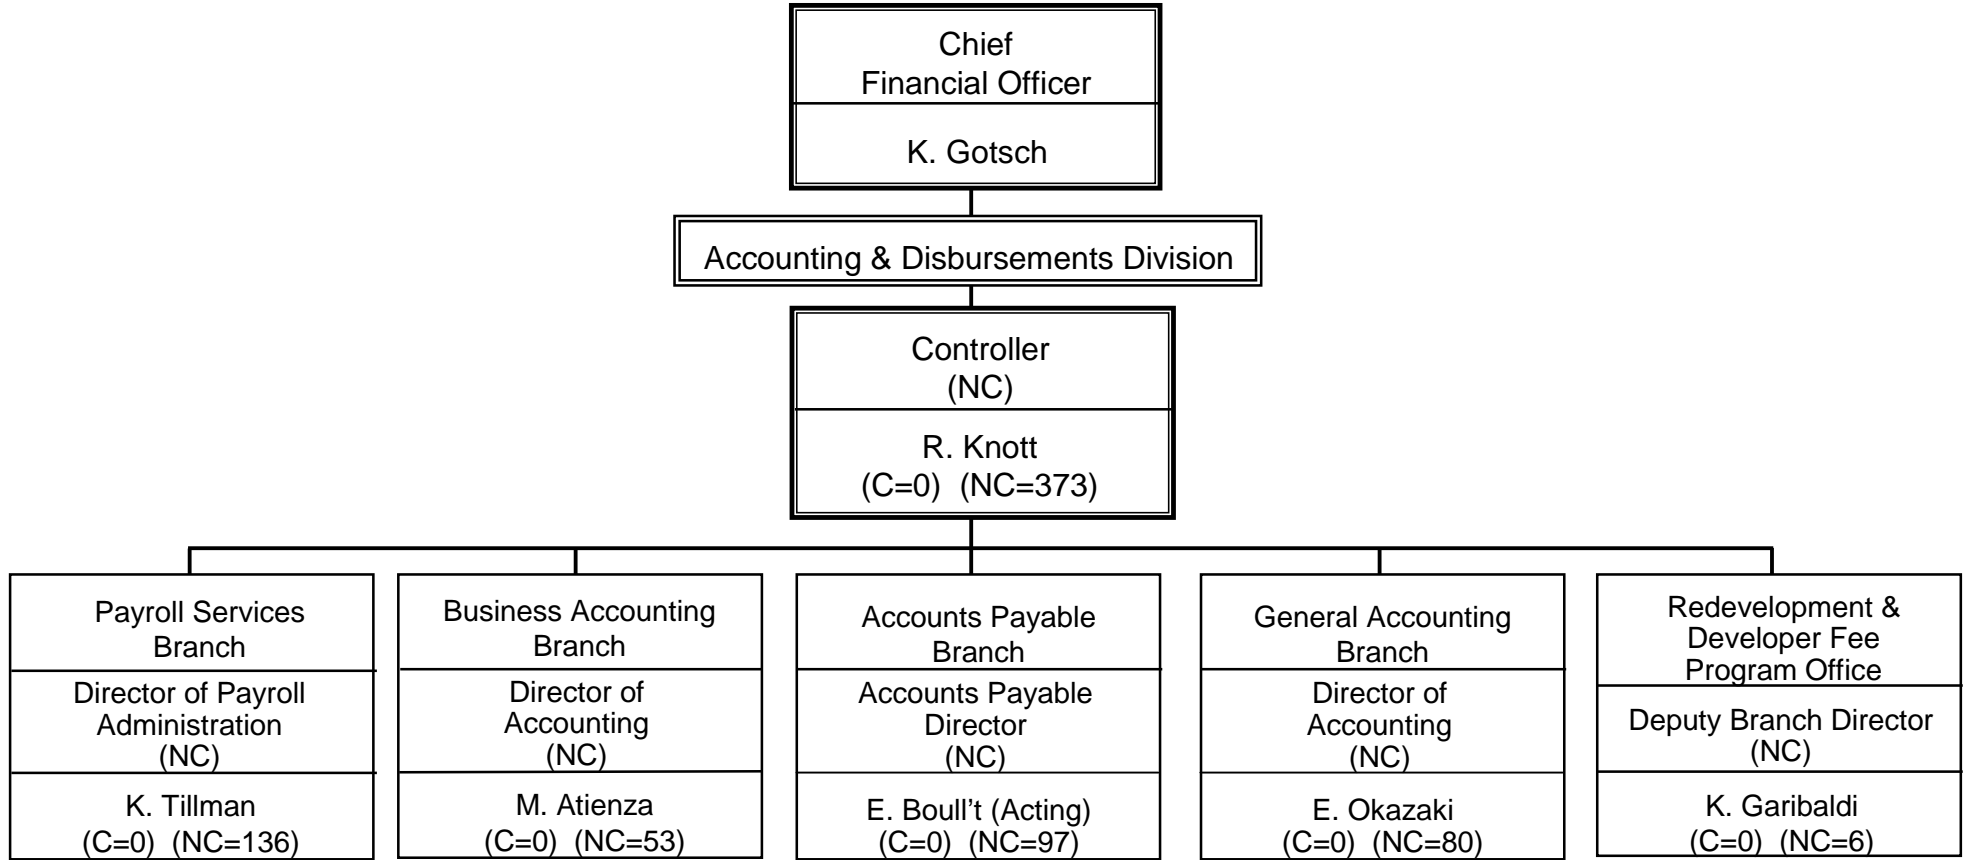 Chief
Financial Officer
K. Gotsch
Accounting & Disbursements Division
Controller
(NC)
R. Knott
(C=0) (NC=373)
Payroll Services
Branch
Director of Payroll
Administration
(NC)
K. Tillman
(C=0) (NC=136)
Business Accounting
Branch
Director of
Accounting
(NC)
M. Atienza
(C=0) (NC=53)
Accounts Payable
Branch
Accounts Payable
Director
(NC)
E. Boull’t (Acting)
(C=0) (NC=97)
General Accounting
Branch
Director of
Accounting
(NC)
E. Okazaki
(C=0) (NC=80)
Redevelopment &
Developer Fee
Program Office
Deputy Branch Director
(NC)
K. Garibaldi
(C=0) (NC=6)